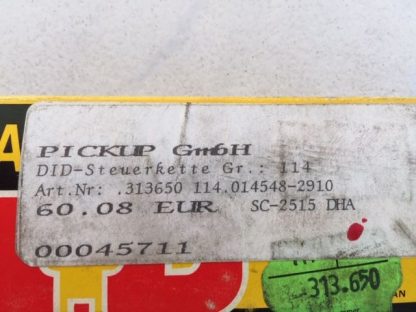 PICKUP GmbH
DID-Steuerkette Gr.: 114
Art.Nr: .313650 114.014548-2910
60.08 EUR SC-2515 DHA
00045711
.313.650